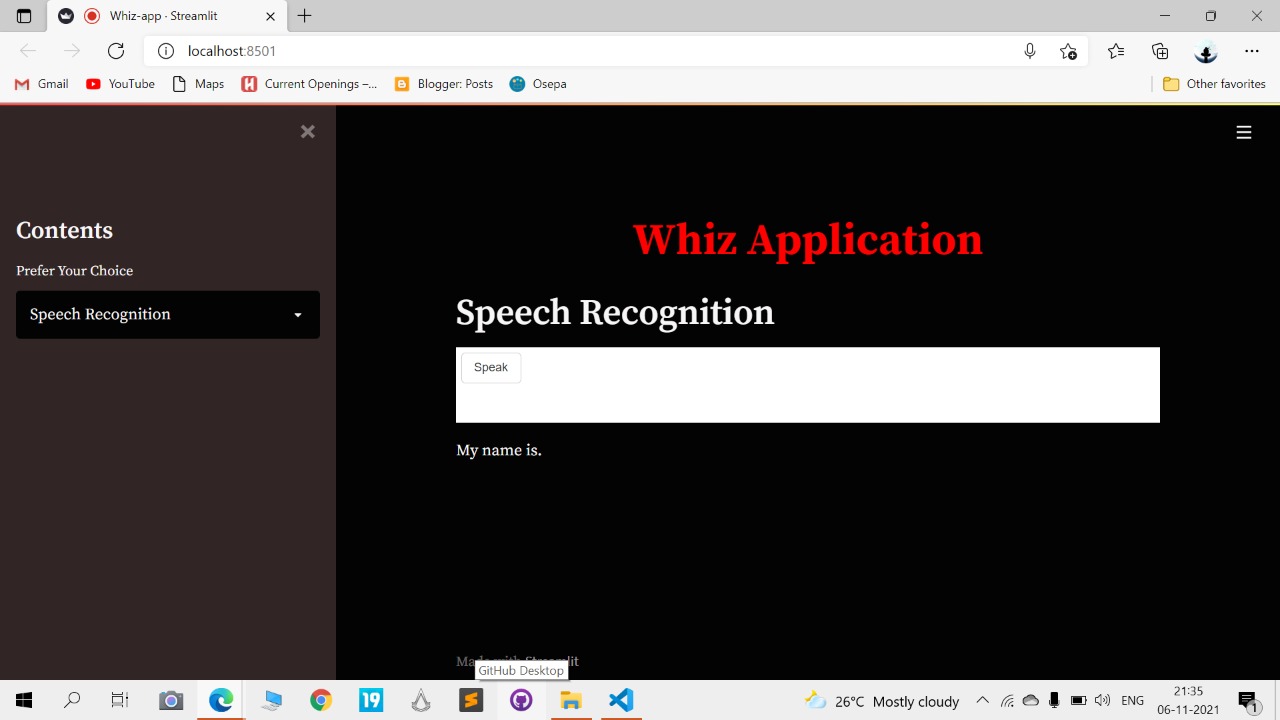 Whiz-app · Streamlit
localhost:8501
Gmail YouTube Maps Current Openings –... Blogger: Posts Osepa Other favorites
Contents
Prefer Your Choice
Speech Recognition
Whiz Application
Speech Recognition
Speak
My name is.
Made with Streamlit
GitHub Desktop
19
26°C Mostly cloudy ENG
21:35
06-11-2021
1